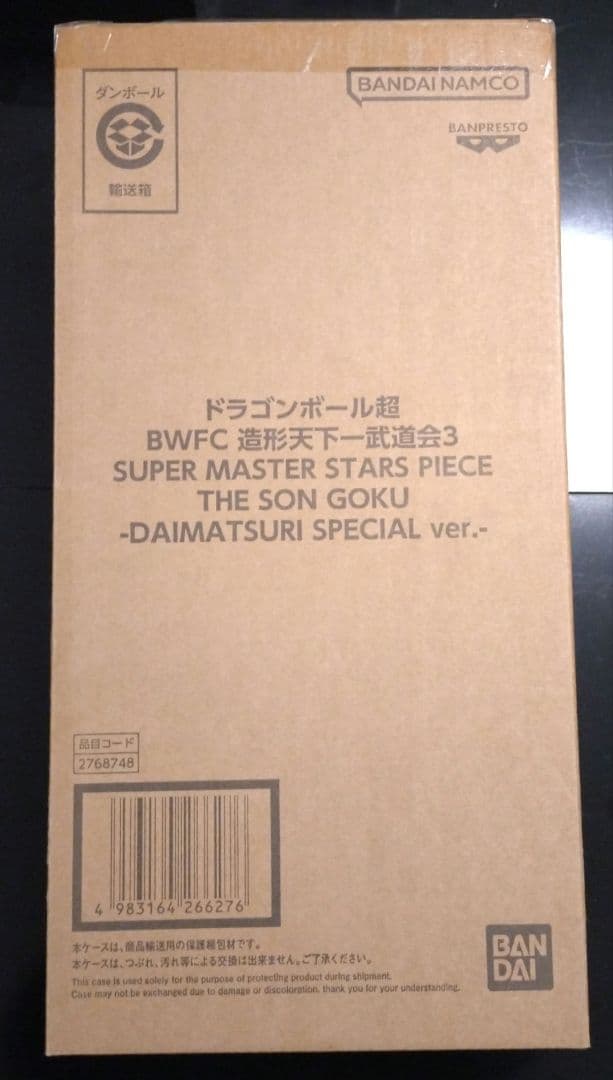 ダンボール
輸送箱
BANDAI NAMCO
BANPRESTO
ドラゴンボール超
BWFC 造形天下一武道会3
SUPER MASTER STARS PIECE
THE SON GOKU
-DAIMATSURI SPECIAL ver.-
品目コード
2768748
4 983164 266276
本ケースは、商品輸送用の保護梱包材です。
本ケースは、つぶれ、汚れ等による交換は出来ません。ご了承ください。
This case is used solely for the purpose of protecting product during shipment.
Case may not be exchanged due to damage or discoloration. thank you for your understanding.
BAN
DAI